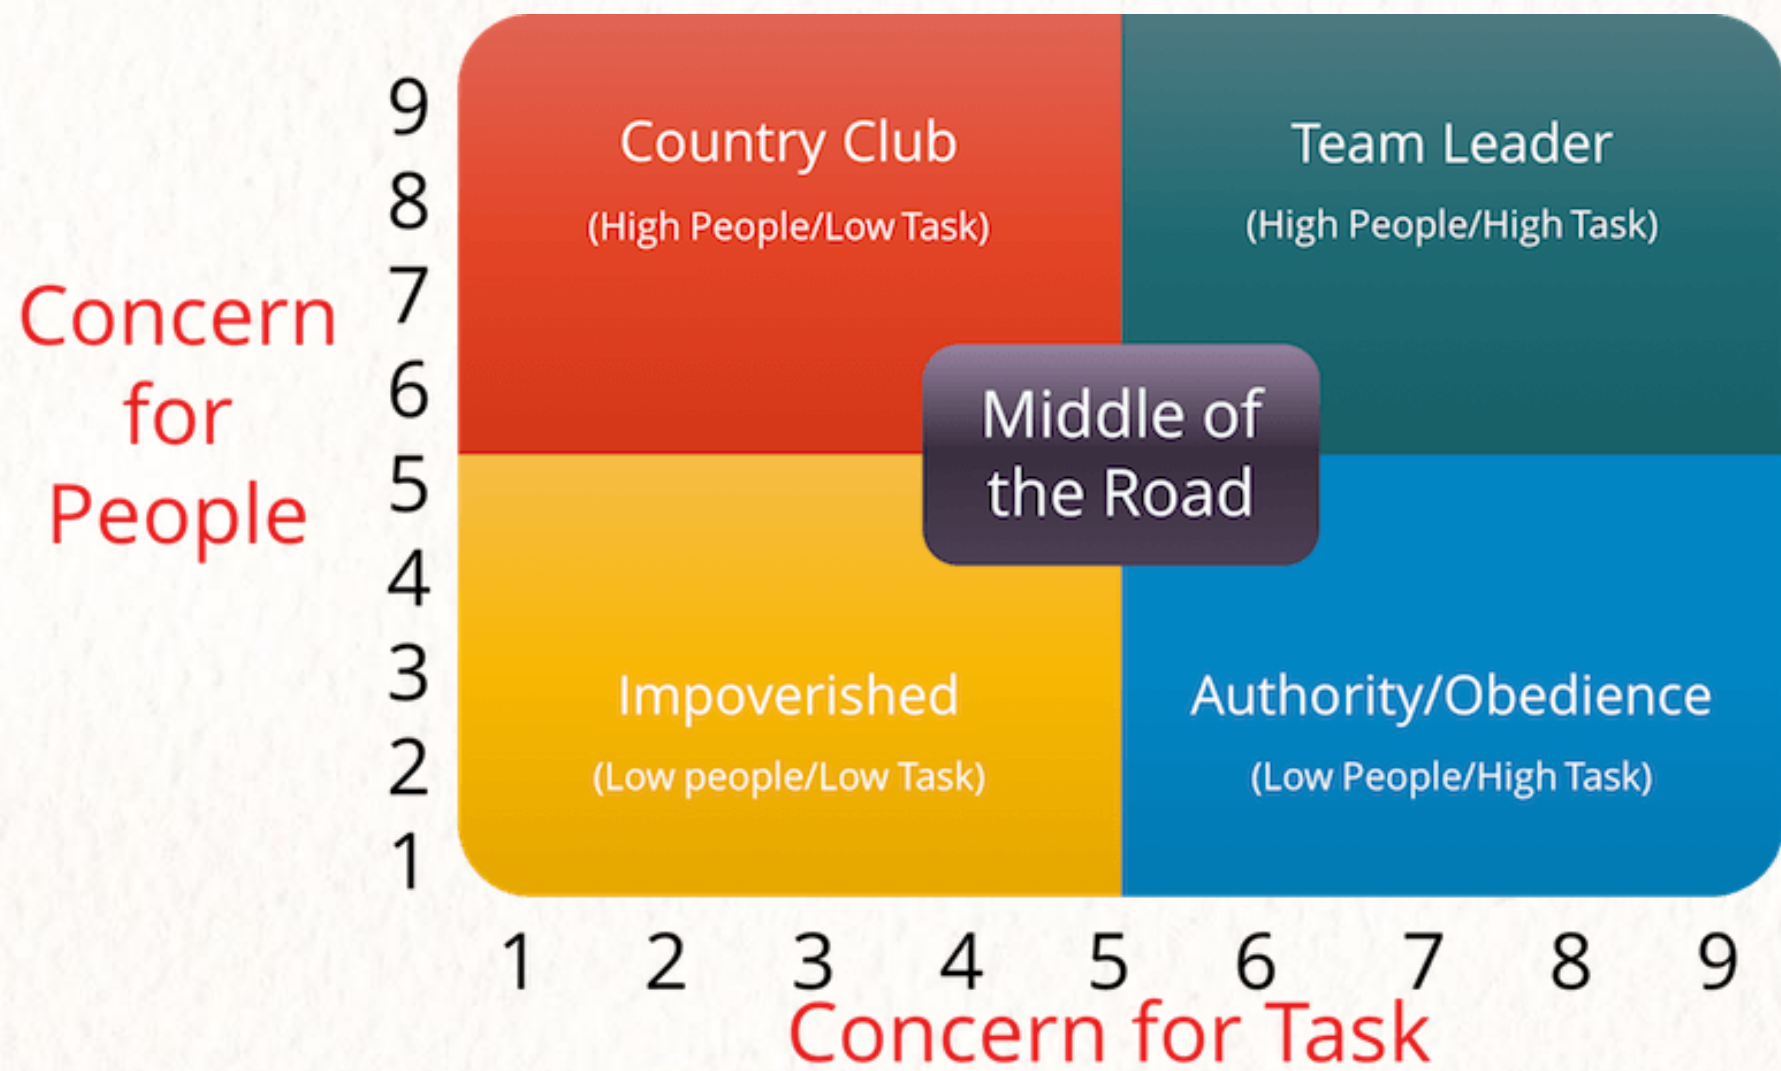 9
Country Club
Team Leader
8
(High People/Low Task)
(High People/High Task)
7
Concern
for
People
6
Middle of
the Road
5
4
3
Impoverished
Authority/Obedience
2
(Low people/Low Task)
(Low People/High Task)
1
1 2 3 4 5 6 7 8 9
Concern for Task